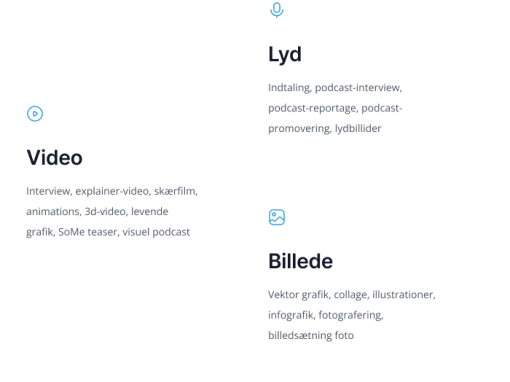 Video
Interview, explainer-video, skærfilm,
animations, 3d-video, levende
grafik, SoMe teaser, visuel podcast
Lyd
Indtaling, podcast-interview,
podcast-reportage, podcast-
promovering, lydbillider
Billede
Vektor grafik, collage, illustrationer,
infografik, fotografering,
billedsætning foto